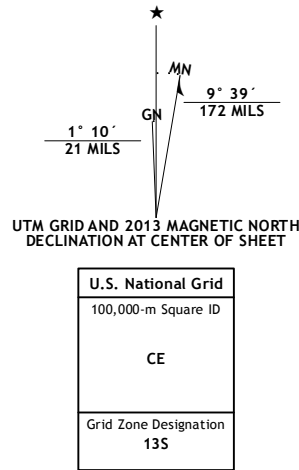 MN
GN
9° 39´
172 MILS
1° 10´
21 MILS
UTM GRID AND 2013 MAGNETIC NORTH
DECLINATION AT CENTER OF SHEET
U.S. National Grid
100,000-m Square ID
CE
Grid Zone Designation
13S